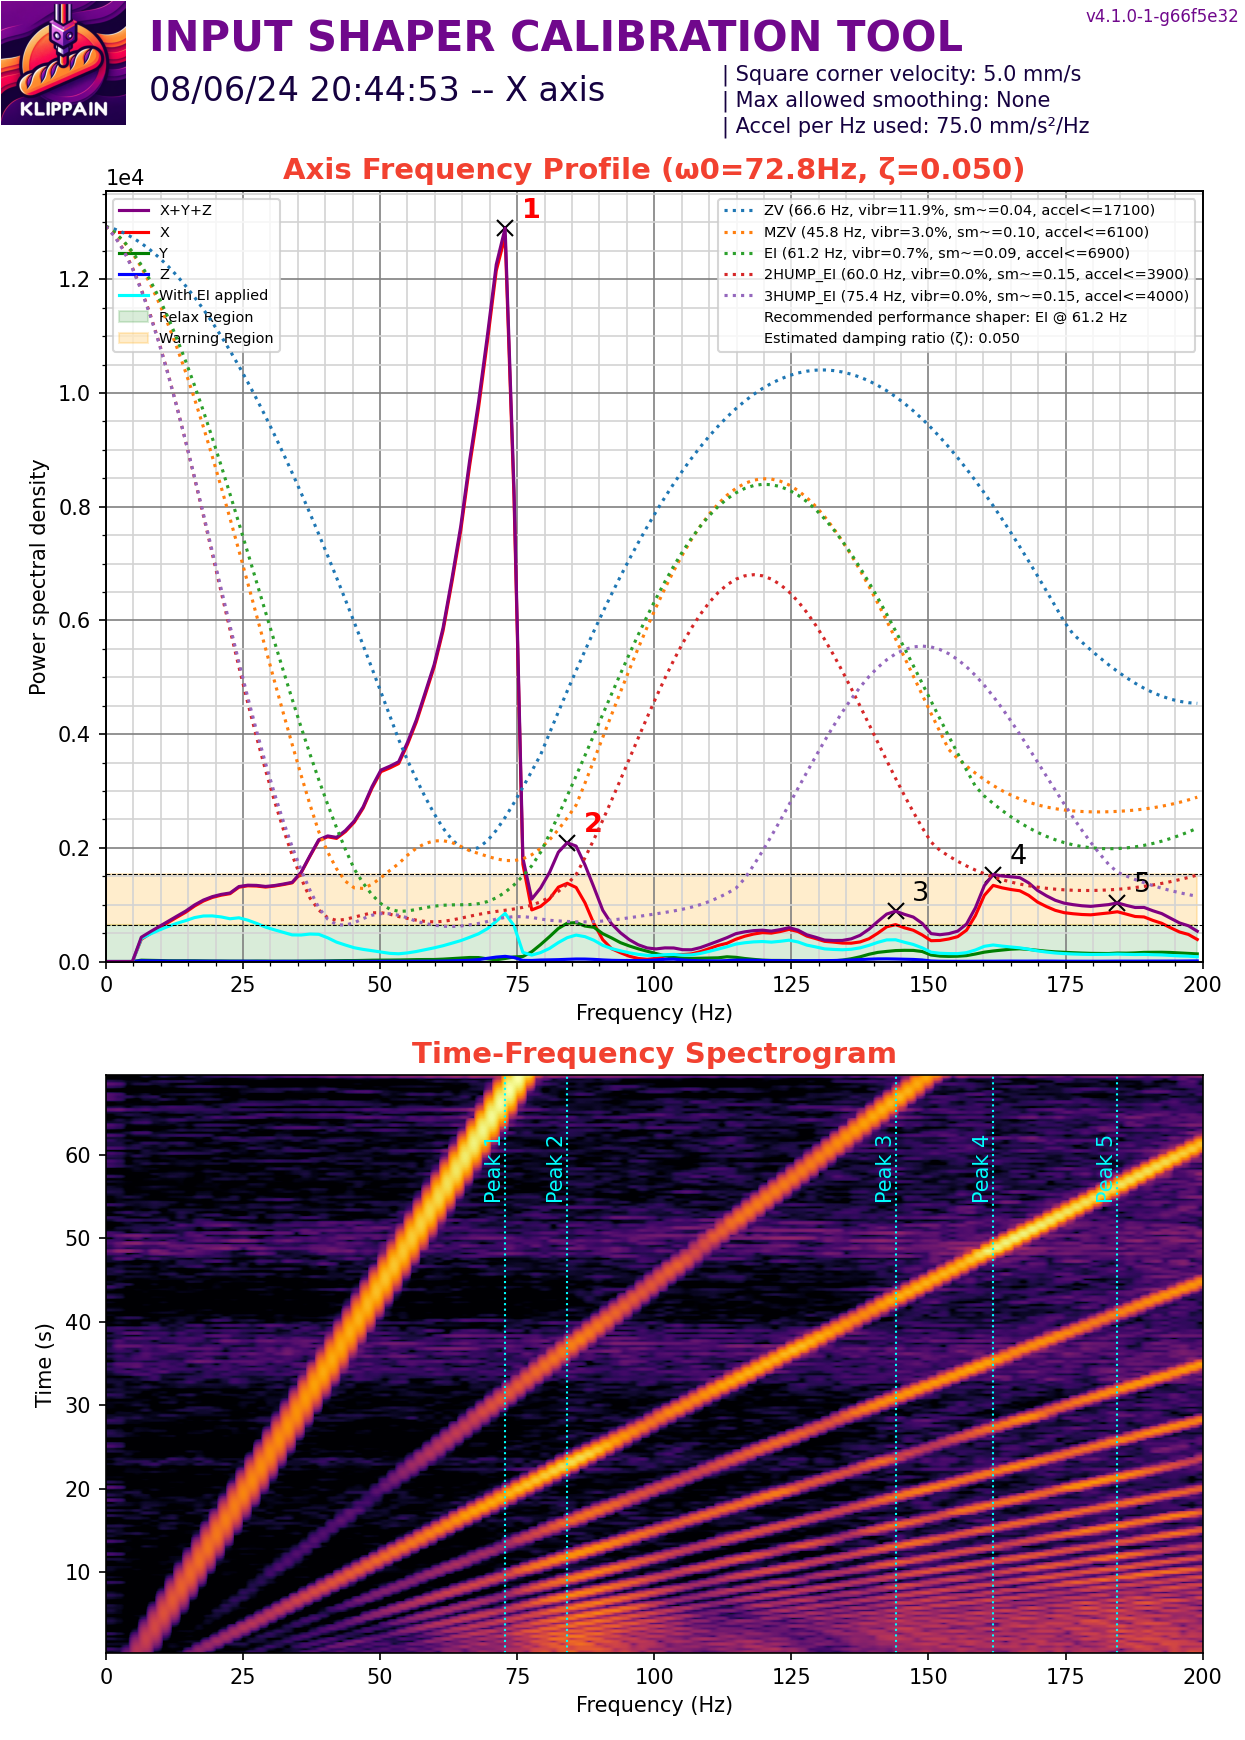 v4.1.0-1-g66f5e32
INPUT SHAPER CALIBRATION TOOL
08/06/24 20:44:53 -- X axis
| Square corner velocity: 5.0 mm/s
| Max allowed smoothing: None
| Accel per Hz used: 75.0 mm/s²/Hz
KLIPPAIN
Axis Frequency Profile (ω0=72.8Hz, ζ=0.050)
1e4
X+Y+Z
X
Y
Z
With EI applied
Relax Region
Warning Region
ZV (66.6 Hz, vibr=11.9%, sm~=0.04, accel<=17100)
MZV (45.8 Hz, vibr=3.0%, sm~=0.10, accel<=6100)
EI (61.2 Hz, vibr=0.7%, sm~=0.09, accel<=6900)
2HUMP_EI (60.0 Hz, vibr=0.0%, sm~=0.15, accel<=3900)
3HUMP_EI (75.4 Hz, vibr=0.0%, sm~=0.15, accel<=4000)
Recommended performance shaper: EI @ 61.2 Hz
Estimated damping ratio (ζ): 0.050
1
2
3
4
5
Power spectral density
1.2
1.0
0.8
0.6
0.4
0.2
0.0
0 25 50 75 100 125 150 175 200
Frequency (Hz)
Time-Frequency Spectrogram
Peak 1
Peak 2
Peak 3
Peak 4
Peak 5
Time (s)
60
50
40
30
20
10
0 25 50 75 100 125 150 175 200
Frequency (Hz)